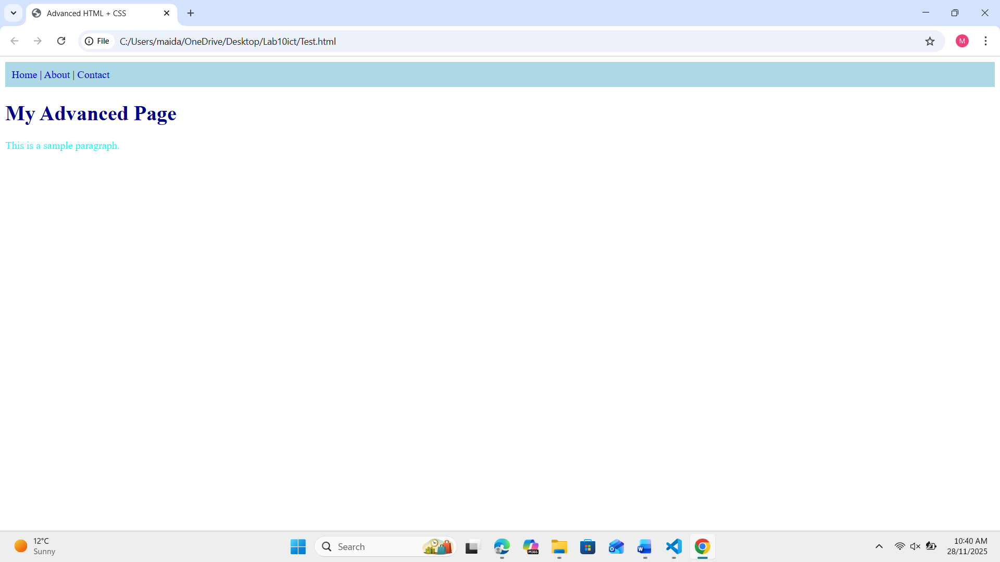 Advanced HTML + CSS
File C:/Users/maida/OneDrive/Desktop/Lab10ict/Test.html
M
Home | About | Contact
My Advanced Page
This is a sample paragraph.
12°C
Sunny
Search
M365
O
W
10:40 AM
28/11/2025